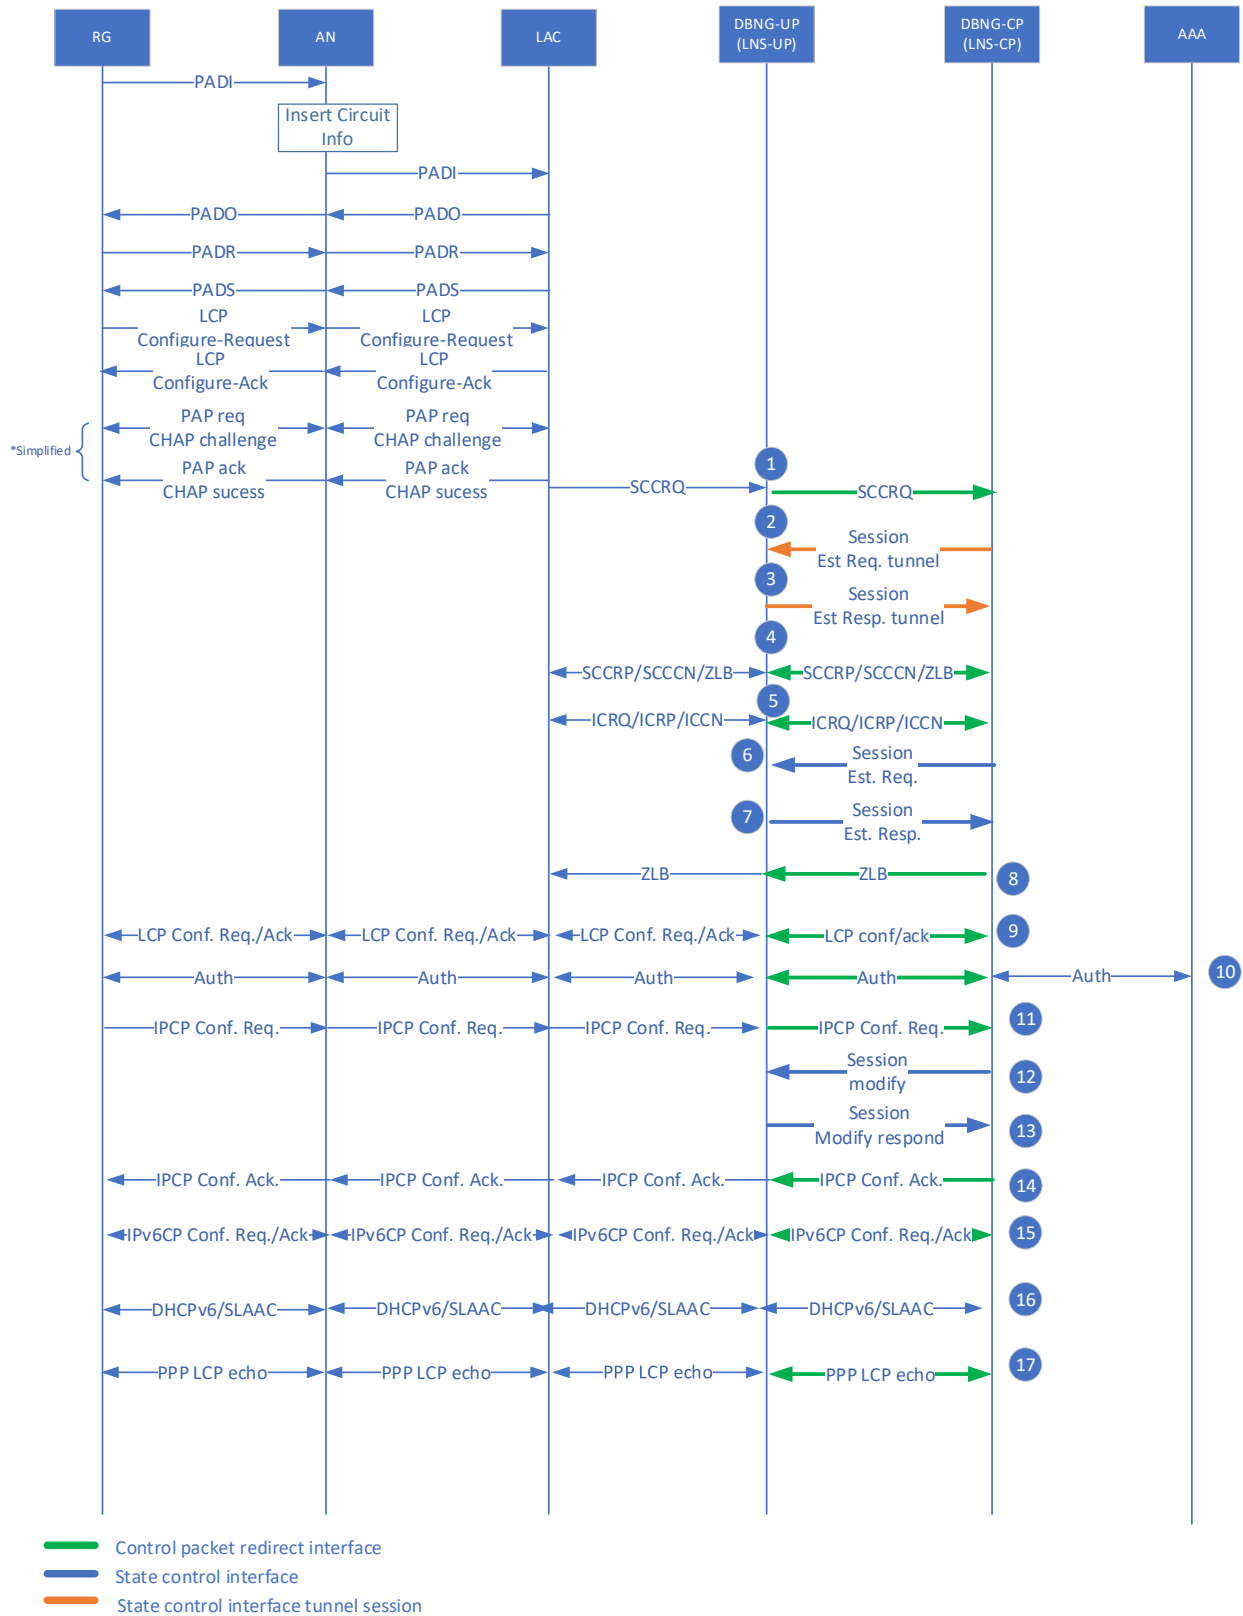 RG
AN
LAC
DBNG-UP
(LNS-UP)
DBNG-CP
(LNS-CP)
AAA
PADI
Insert Circuit
Info
PADI
PADO
PADO
PADR
PADR
PADS
PADS
LCP
Configure-Request
LCP
Configure-Request
LCP
Configure-Ack
LCP
Configure-Ack
*Simplified
PAP req
CHAP challenge
PAP req
CHAP challenge
PAP ack
CHAP sucess
PAP ack
CHAP sucess
1
SCCRQ
SCCRQ
2
Session
Est Req. tunnel
3
Session
Est Resp. tunnel
4
SCCRP/SCCCN/ZLB
SCCRP/SCCCN/ZLB
5
ICRQ/ICRP/ICCN
ICRQ/ICRP/ICCN
6
Session
Est. Req.
7
Session
Est. Resp.
ZLB
ZLB
8
LCP Conf. Req./Ack
LCP Conf. Req./Ack
LCP Conf. Req./Ack
LCP conf/ack
9
Auth
Auth
Auth
Auth
Auth
10
IPCP Conf. Req.
IPCP Conf. Req.
IPCP Conf. Req.
IPCP Conf. Req.
11
Session
modify
12
Session
Modify respond
13
IPCP Conf. Ack.
IPCP Conf. Ack.
IPCP Conf. Ack.
IPCP Conf. Ack.
14
IPv6CP Conf. Req./Ack
IPv6CP Conf. Req./Ack
IPv6CP Conf. Req./Ack
IPv6CP Conf. Req./Ack
15
DHCPv6/SLAAC
DHCPv6/SLAAC
DHCPv6/SLAAC
DHCPv6/SLAAC
16
PPP LCP echo
PPP LCP echo
PPP LCP echo
PPP LCP echo
17
Control packet redirect interface
State control interface
State control interface tunnel session